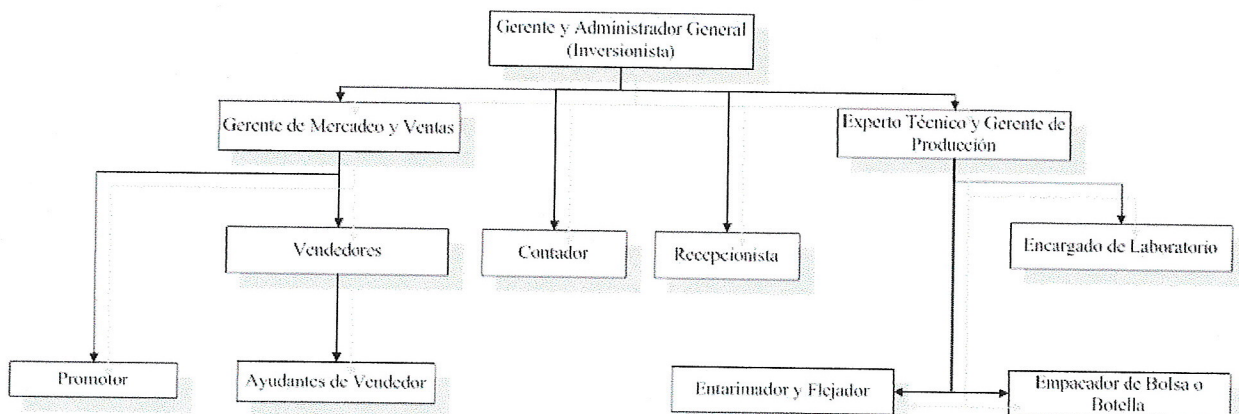 Gerente y Administrador General
(Inversionista)
Gerente de Mercadeo y Ventas
Experto Técnico y Gerente de
Producción
Vendedores
Contador
Recepcionista
Encargado de Laboratorio
Promotor
Ayudantes de Vendedor
Entarimador y Flejador
Empacador de Bolsa o
Botella